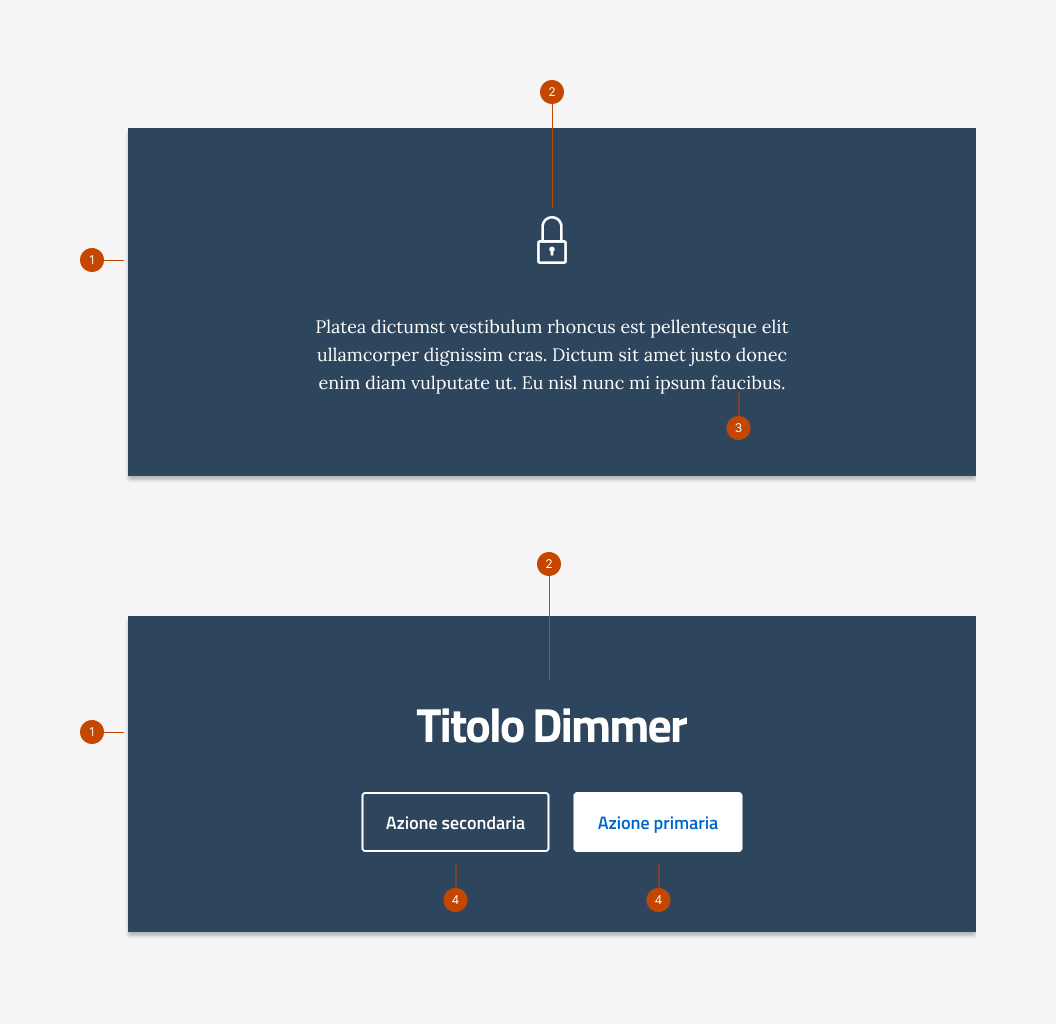 2
1
Platea dictumst vestibulum rhoncus est pellentesque elit
ullamcorper dignissim cras. Dictum sit amet justo donec
enim diam vulputate ut. Eu nisl nunc mi ipsum faucibus.
3
2
1
Titolo Dimmer
Azione secondaria
Azione primaria
4
4